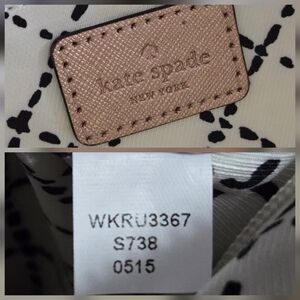 kate spade
NEW YORK
WKRU3367
S738
0515